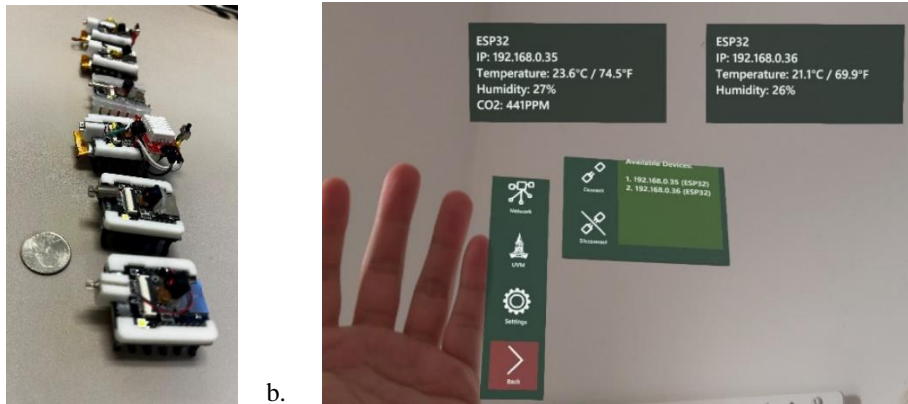 ESP32
IP: 192.168.0.35
Temperature: 23.6°C / 74.5°F
Humidity: 27%
CO2: 441PPM
ESP32
IP: 192.168.0.36
Temperature: 21.1°C / 69.9°F
Humidity: 26%
Available Devices:
1. 192.168.0.35 (ESP32)
2. 192.168.0.36 (ESP32)
Connect
Disconnect
Network
UVM
Settings
Back
b.